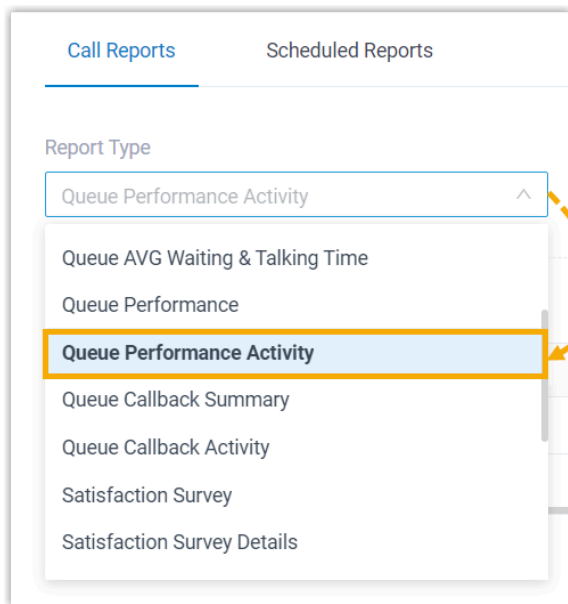 Call Reports Scheduled Reports
Report Type
Queue Performance Activity
Queue AVG Waiting & Talking Time
Queue Performance
Queue Performance Activity
Queue Callback Summary
Queue Callback Activity
Satisfaction Survey
Satisfaction Survey Details